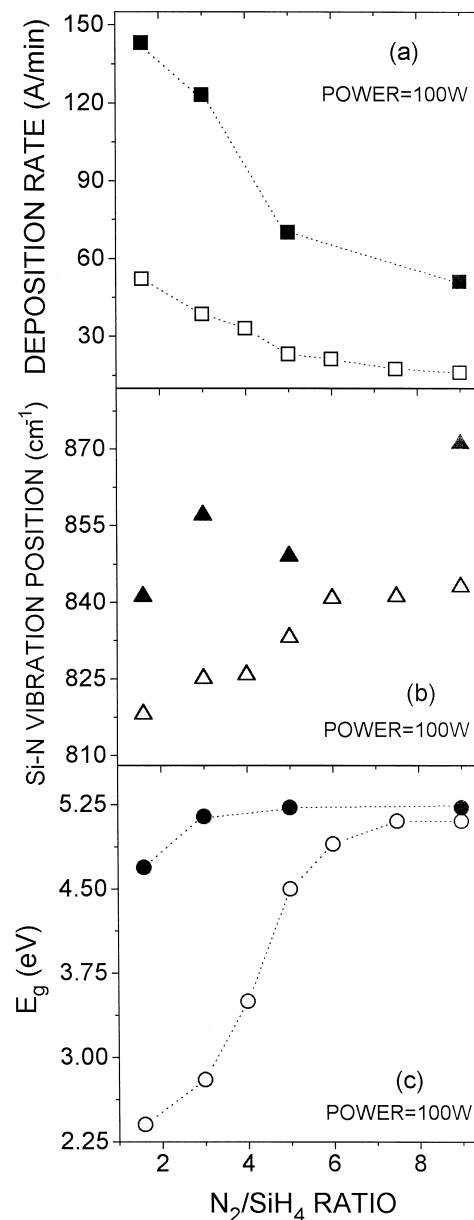 150
120
90
60
30
DEPOSITION RATE (A/min)
(a)
POWER=100W
870
855
840
825
810
Si-N VIBRATION POSITION (cm⁻¹)
(b)
POWER=100W
5.25
4.50
3.75
3.00
2.25
E_g (eV)
(c)
POWER=100W
2 4 6 8
N₂/SiH₄ RATIO